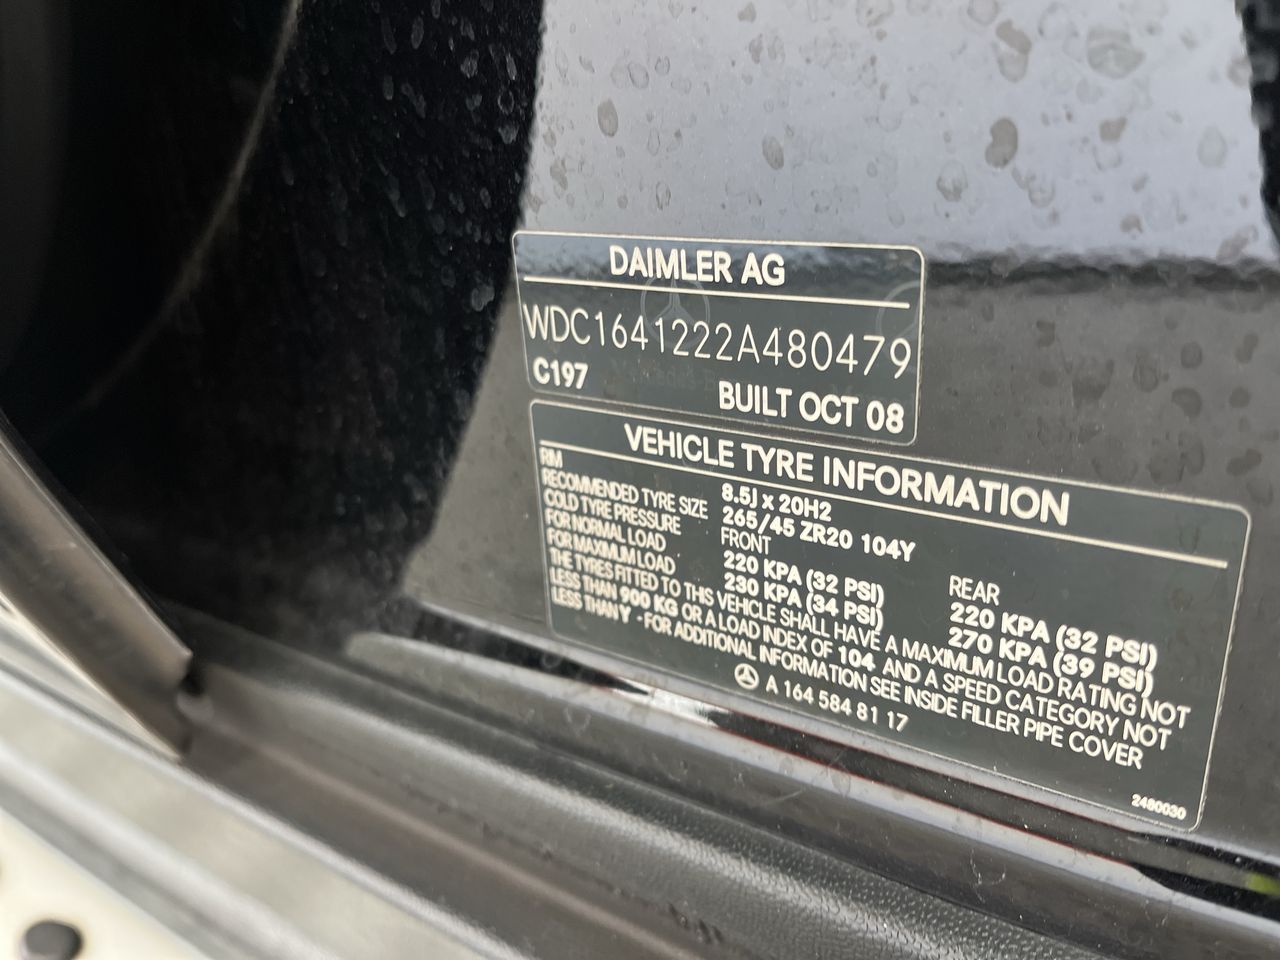 DAIMLER AG
WDC1641222A480479
C197
BUILT OCT 08
VEHICLE TYRE INFORMATION
RIM 8.5J x 20H2
RECOMMENDED TYRE SIZE 265/45 ZR20 104Y
COLD TYRE PRESSURE FRONT REAR
FOR NORMAL LOAD 220 KPA (32 PSI) 220 KPA (32 PSI)
FOR MAXIMUM LOAD 230 KPA (34 PSI) 270 KPA (39 PSI)
THE TYRES FITTED TO THIS VEHICLE SHALL HAVE A MAXIMUM LOAD RATING NOT
LESS THAN 900 KG OR A LOAD INDEX OF 104 AND A SPEED CATEGORY NOT
LESS THAN Y - FOR ADDITIONAL INFORMATION SEE INSIDE FILLER PIPE COVER
A 164 584 81 17
2480030